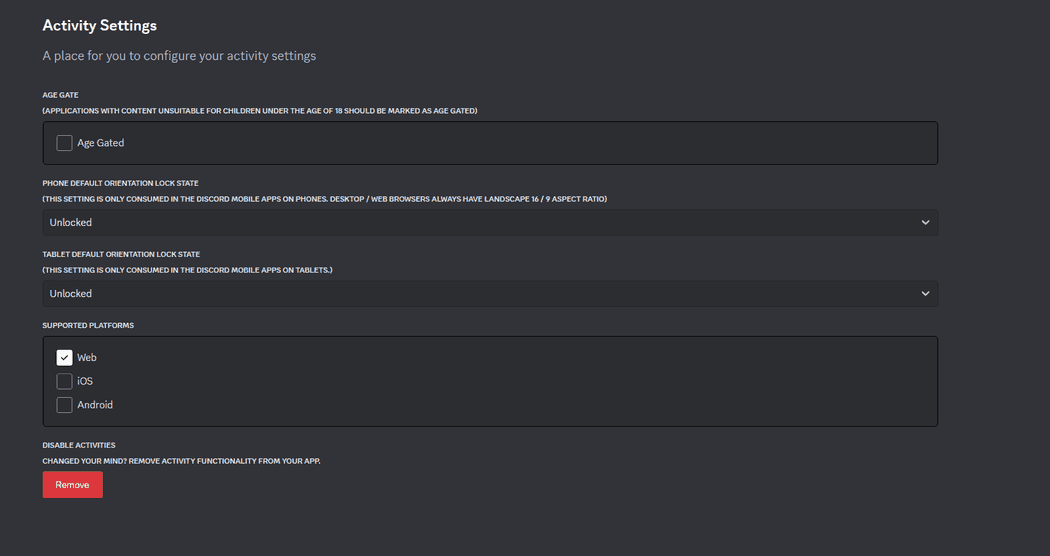 Activity Settings
A place for you to configure your activity settings
AGE GATE
(APPLICATIONS WITH CONTENT UNSUITABLE FOR CHILDREN UNDER THE AGE OF 18 SHOULD BE MARKED AS AGE GATED)
Age Gated
PHONE DEFAULT ORIENTATION LOCK STATE
(THIS SETTING IS ONLY CONSUMED IN THE DISCORD MOBILE APPS ON PHONES. DESKTOP / WEB BROWSERS ALWAYS HAVE LANDSCAPE 16 / 9 ASPECT RATIO)
Unlocked
TABLET DEFAULT ORIENTATION LOCK STATE
(THIS SETTING IS ONLY CONSUMED IN THE DISCORD MOBILE APPS ON TABLETS.)
Unlocked
SUPPORTED PLATFORMS
Web
iOS
Android
DISABLE ACTIVITIES
CHANGED YOUR MIND? REMOVE ACTIVITY FUNCTIONALITY FROM YOUR APP.
Remove